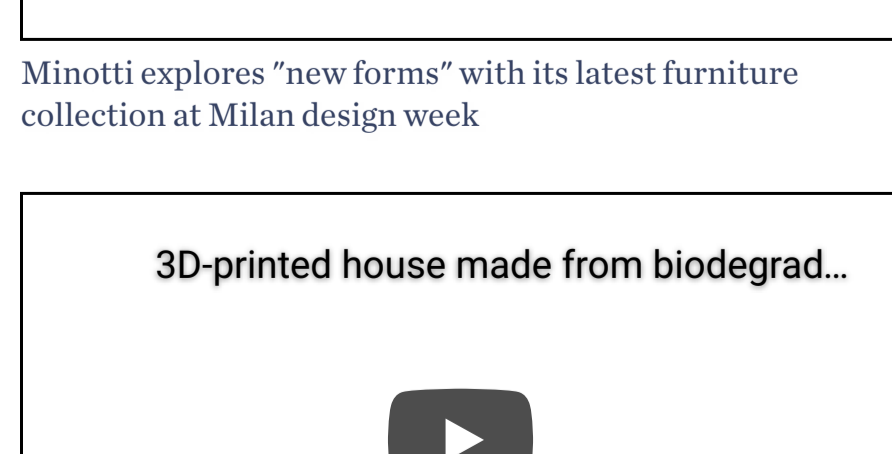 Minotti explores "new forms" with its latest furniture
collection at Milan design week
3D-printed house made from biodegrad...